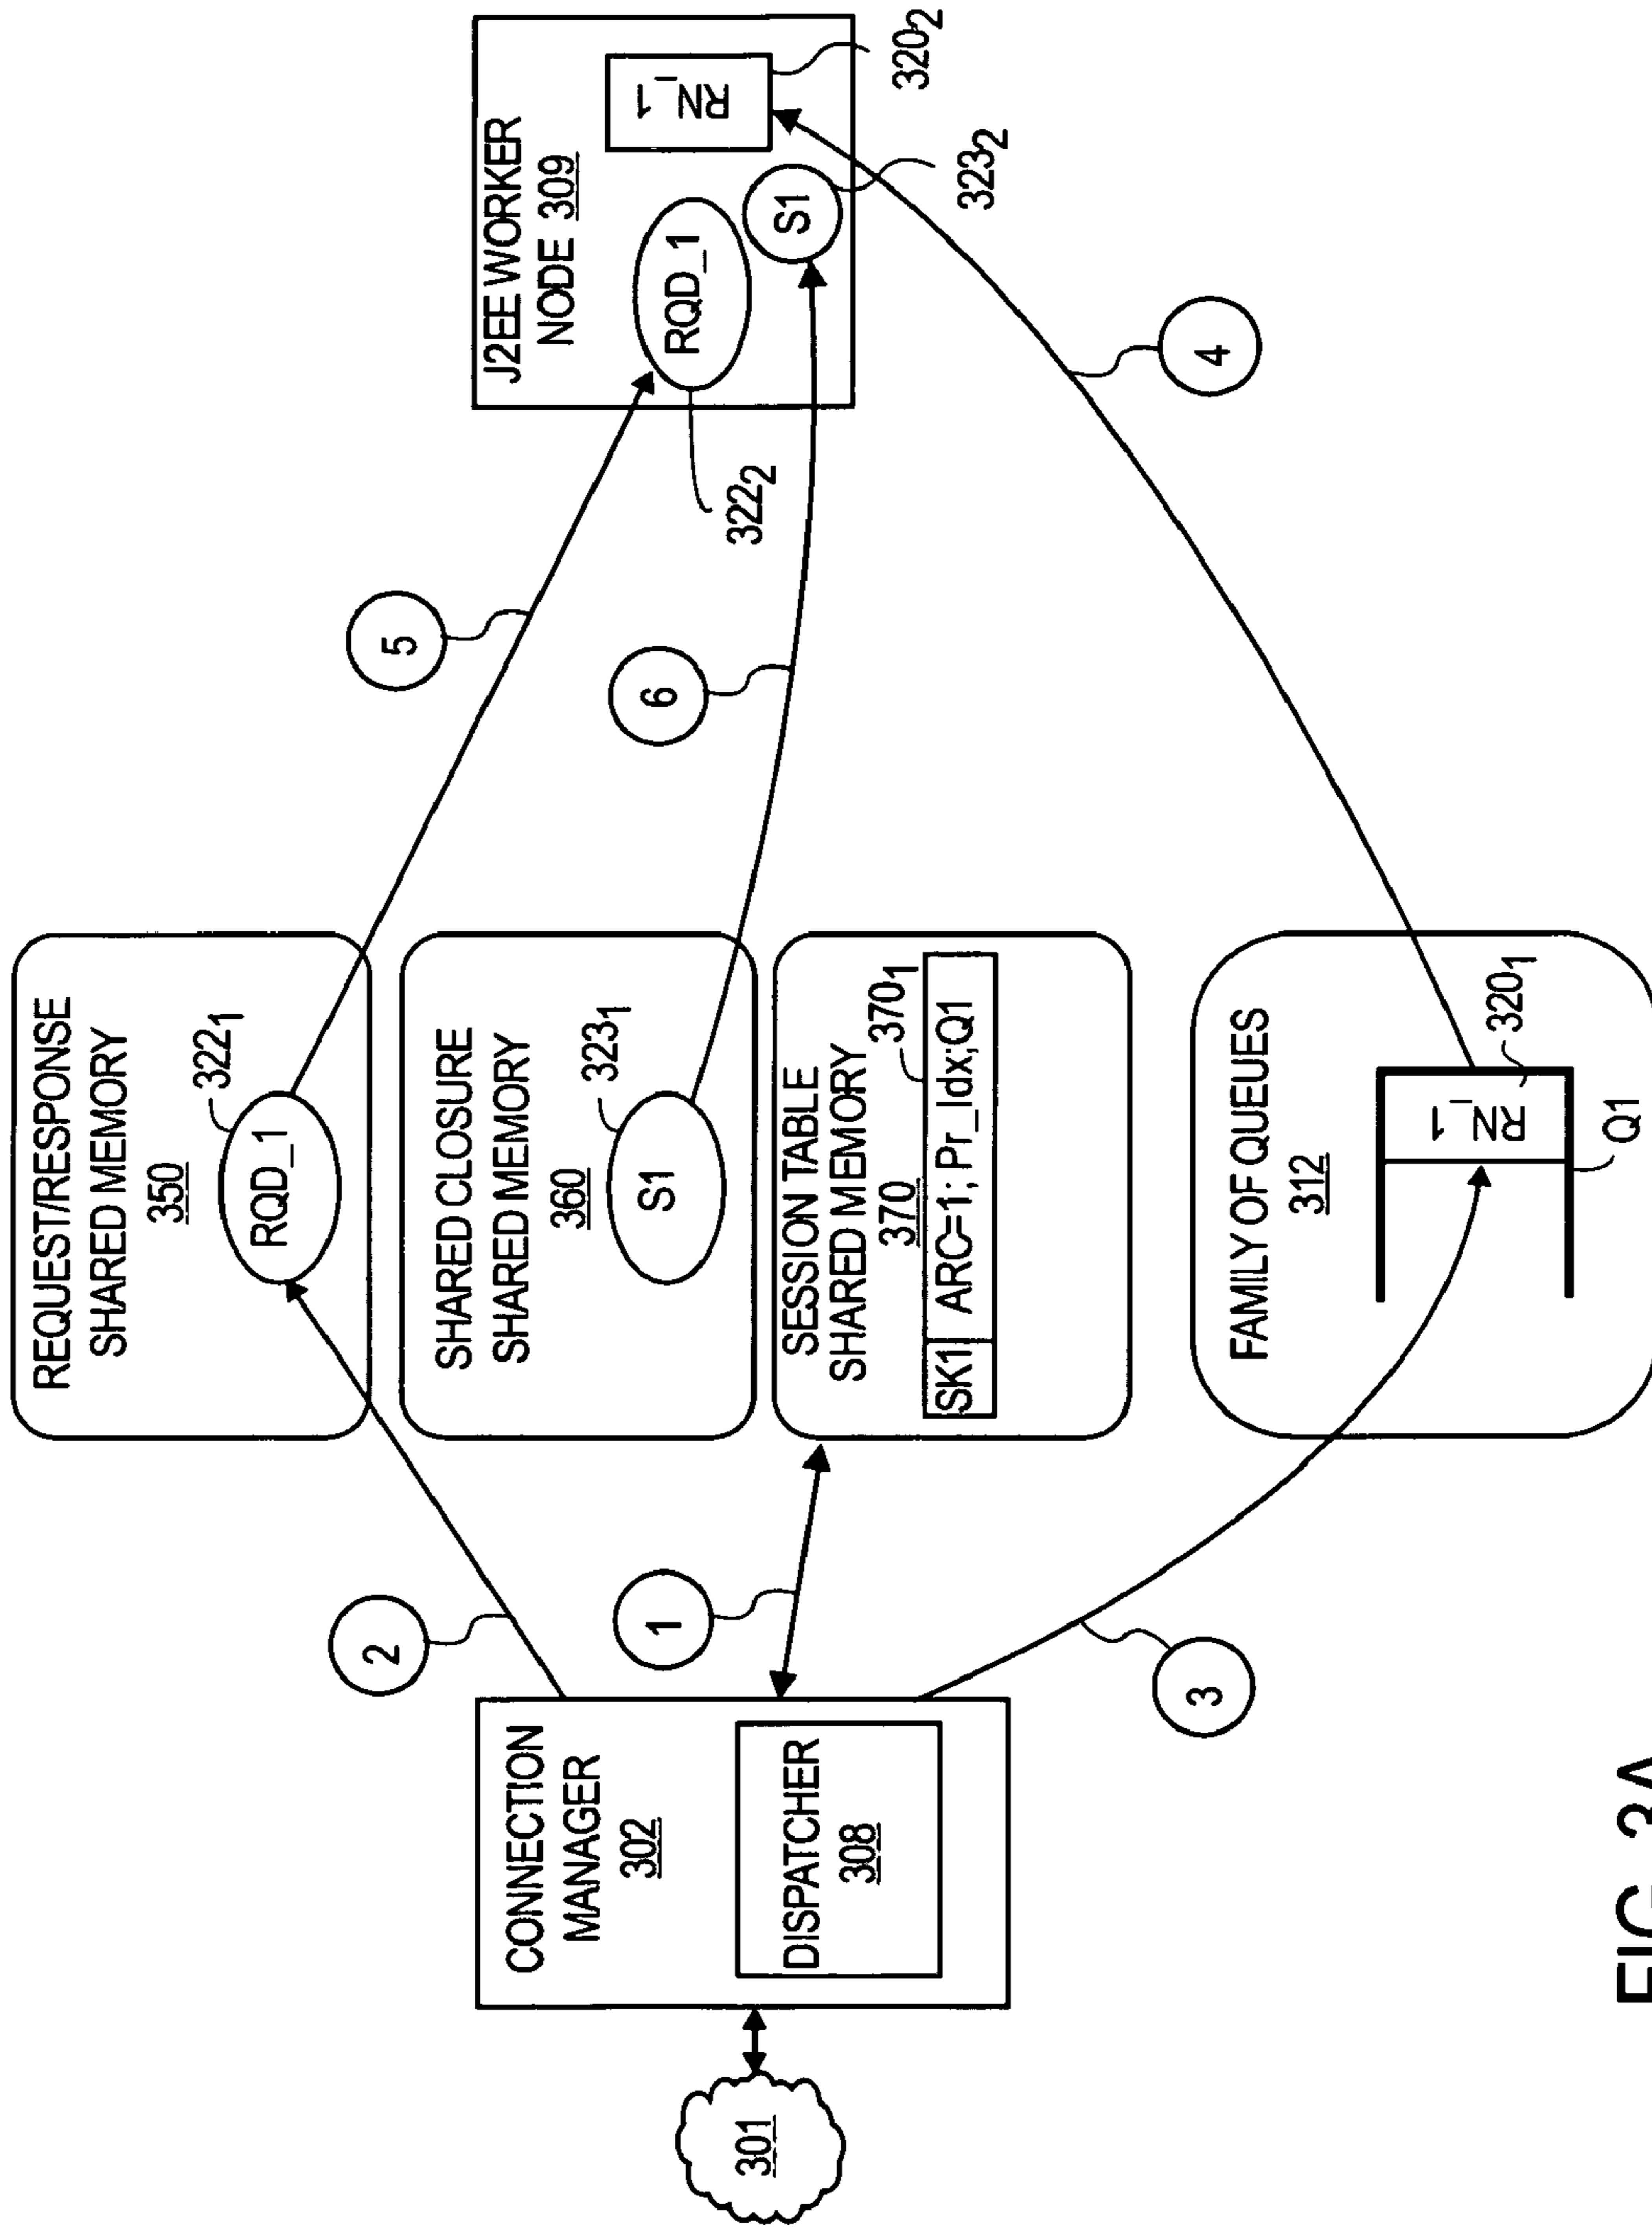 301
CONNECTION
MANAGER
302
DISPATCHER
308
2
1
3
REQUEST/RESPONSE
SHARED MEMORY
350
322₁
RQD_1
SHARED CLOSURE
SHARED MEMORY
360
323₁
S1
SESSION TABLE
SHARED MEMORY
370
370₁
SK1 ARC=1; Pr_Idx;Q1
FAMILY OF QUEUES
312
RN_1
320₁
Q1
5
6
4
J2EE WORKER
NODE 309
RQD_1
S1
RN_1
322₂
323₂
320₂
FIG. 3A